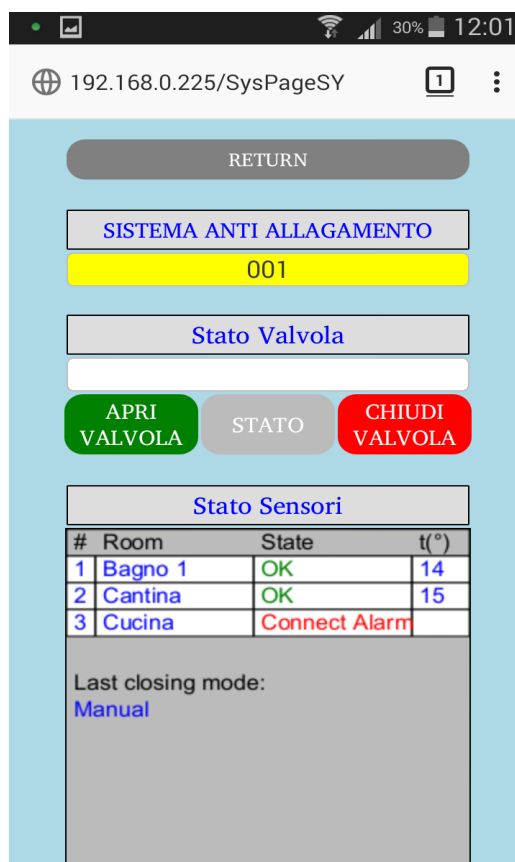 30% 12:01
192.168.0.225/SysPageSY 1
RETURN
SISTEMA ANTI ALLAGAMENTO
001
Stato Valvola
APRI VALVOLA
STATO
CHIUDI VALVOLA
Stato Sensori
# Room State t(°)
1 Bagno 1 OK 14
2 Cantina OK 15
3 Cucina Connect Alarm
Last closing mode:
Manual